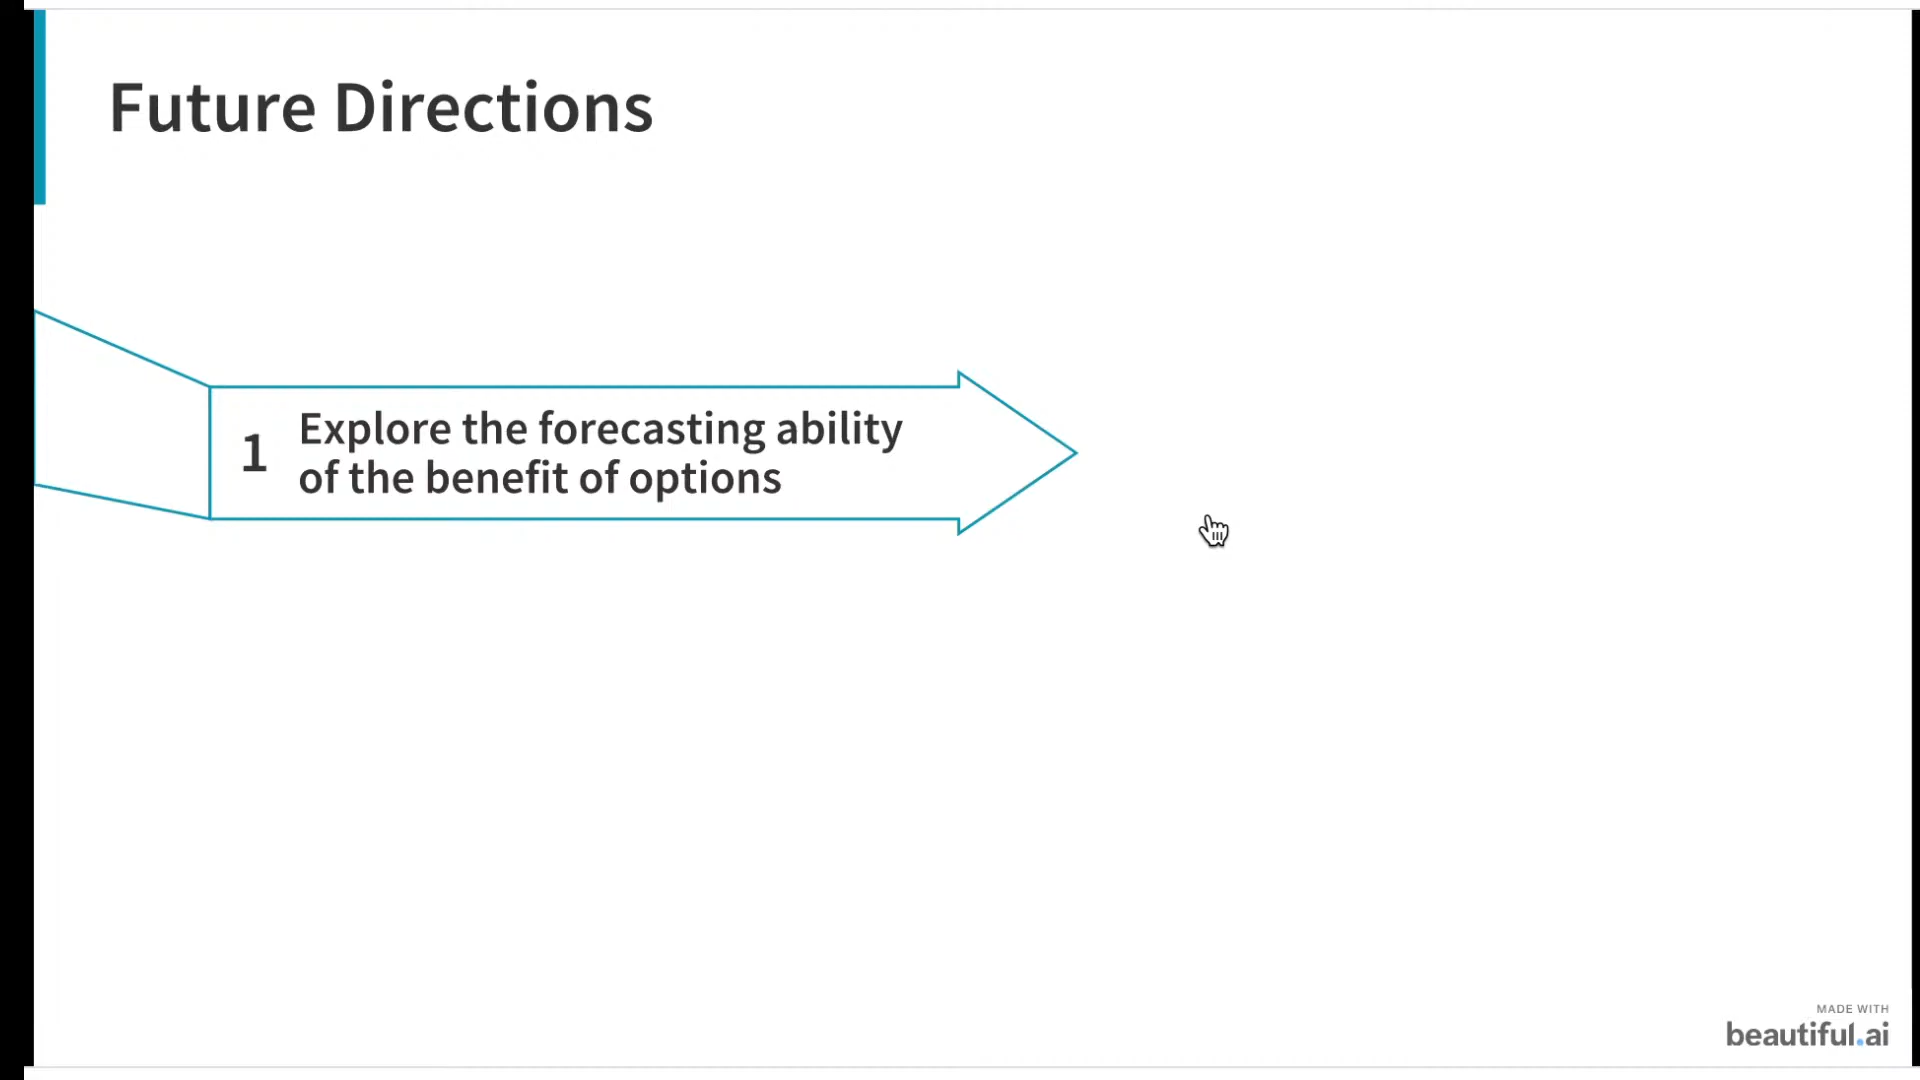 Future Directions
1
Explore the forecasting ability
of the benefit of options
MADE WITH
beautiful.ai